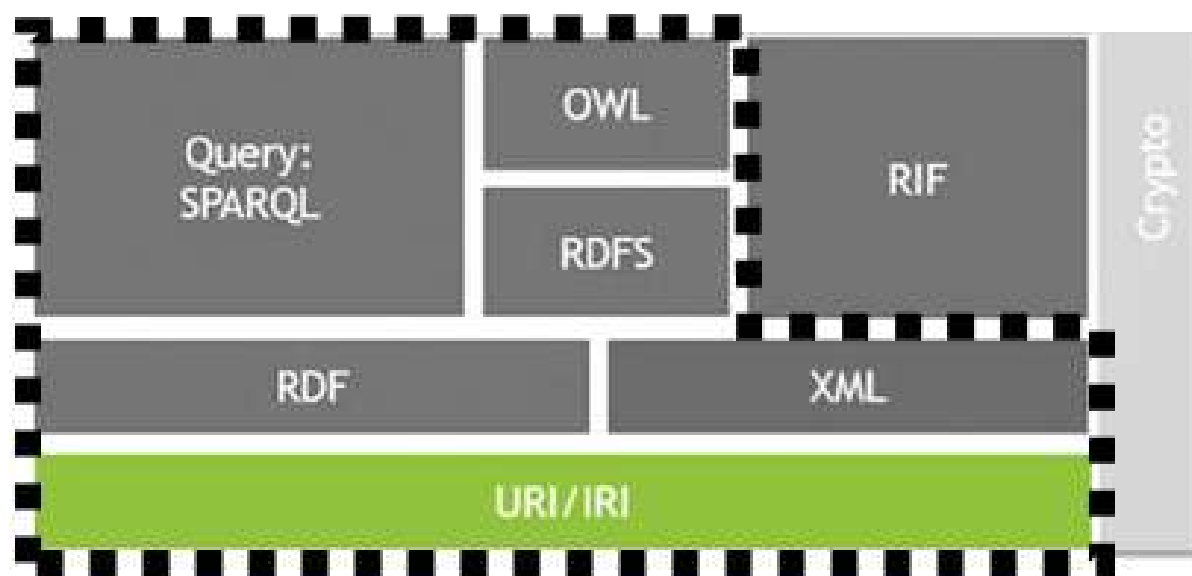 Query:
SPARQL
OWL
RDFS
RIF
Crypto
RDF
XML
URI/IRI